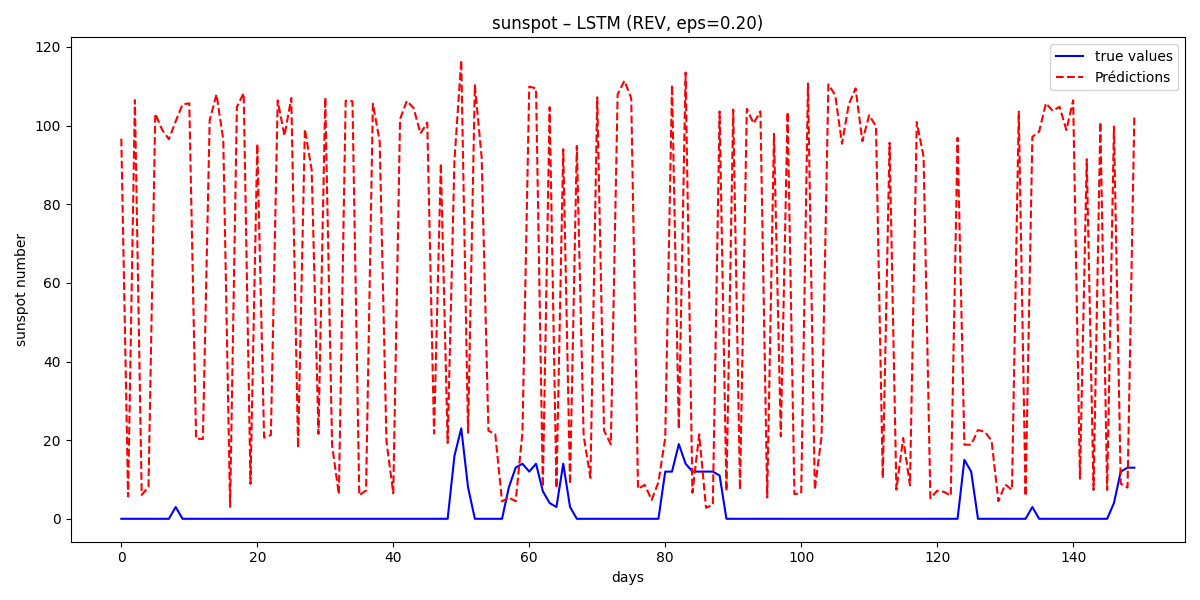 sunspot – LSTM (REV, eps=0.20)
true values
Prédictions
sunspot number
120
100
80
60
40
20
0
0 20 40 60 80 100 120 140
days